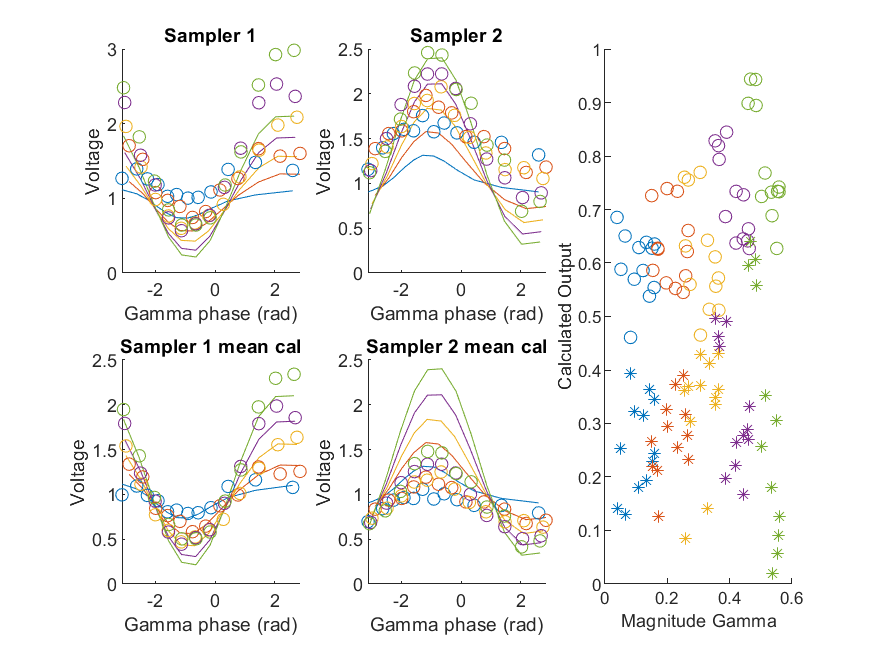 Sampler 1
3
2
1
0
Voltage
-2 0 2
Gamma phase (rad)
Sampler 2
2.5
2
1.5
1
0.5
0
Voltage
-2 0 2
Gamma phase (rad)
Sampler 1 mean cal
2.5
2
1.5
1
0.5
0
Voltage
-2 0 2
Gamma phase (rad)
Sampler 2 mean cal
2.5
2
1.5
1
0.5
0
Voltage
-2 0 2
Gamma phase (rad)
1
0.9
0.8
0.7
0.6
0.5
0.4
0.3
0.2
0.1
0
Calculated Output
0 0.2 0.4 0.6
Magnitude Gamma